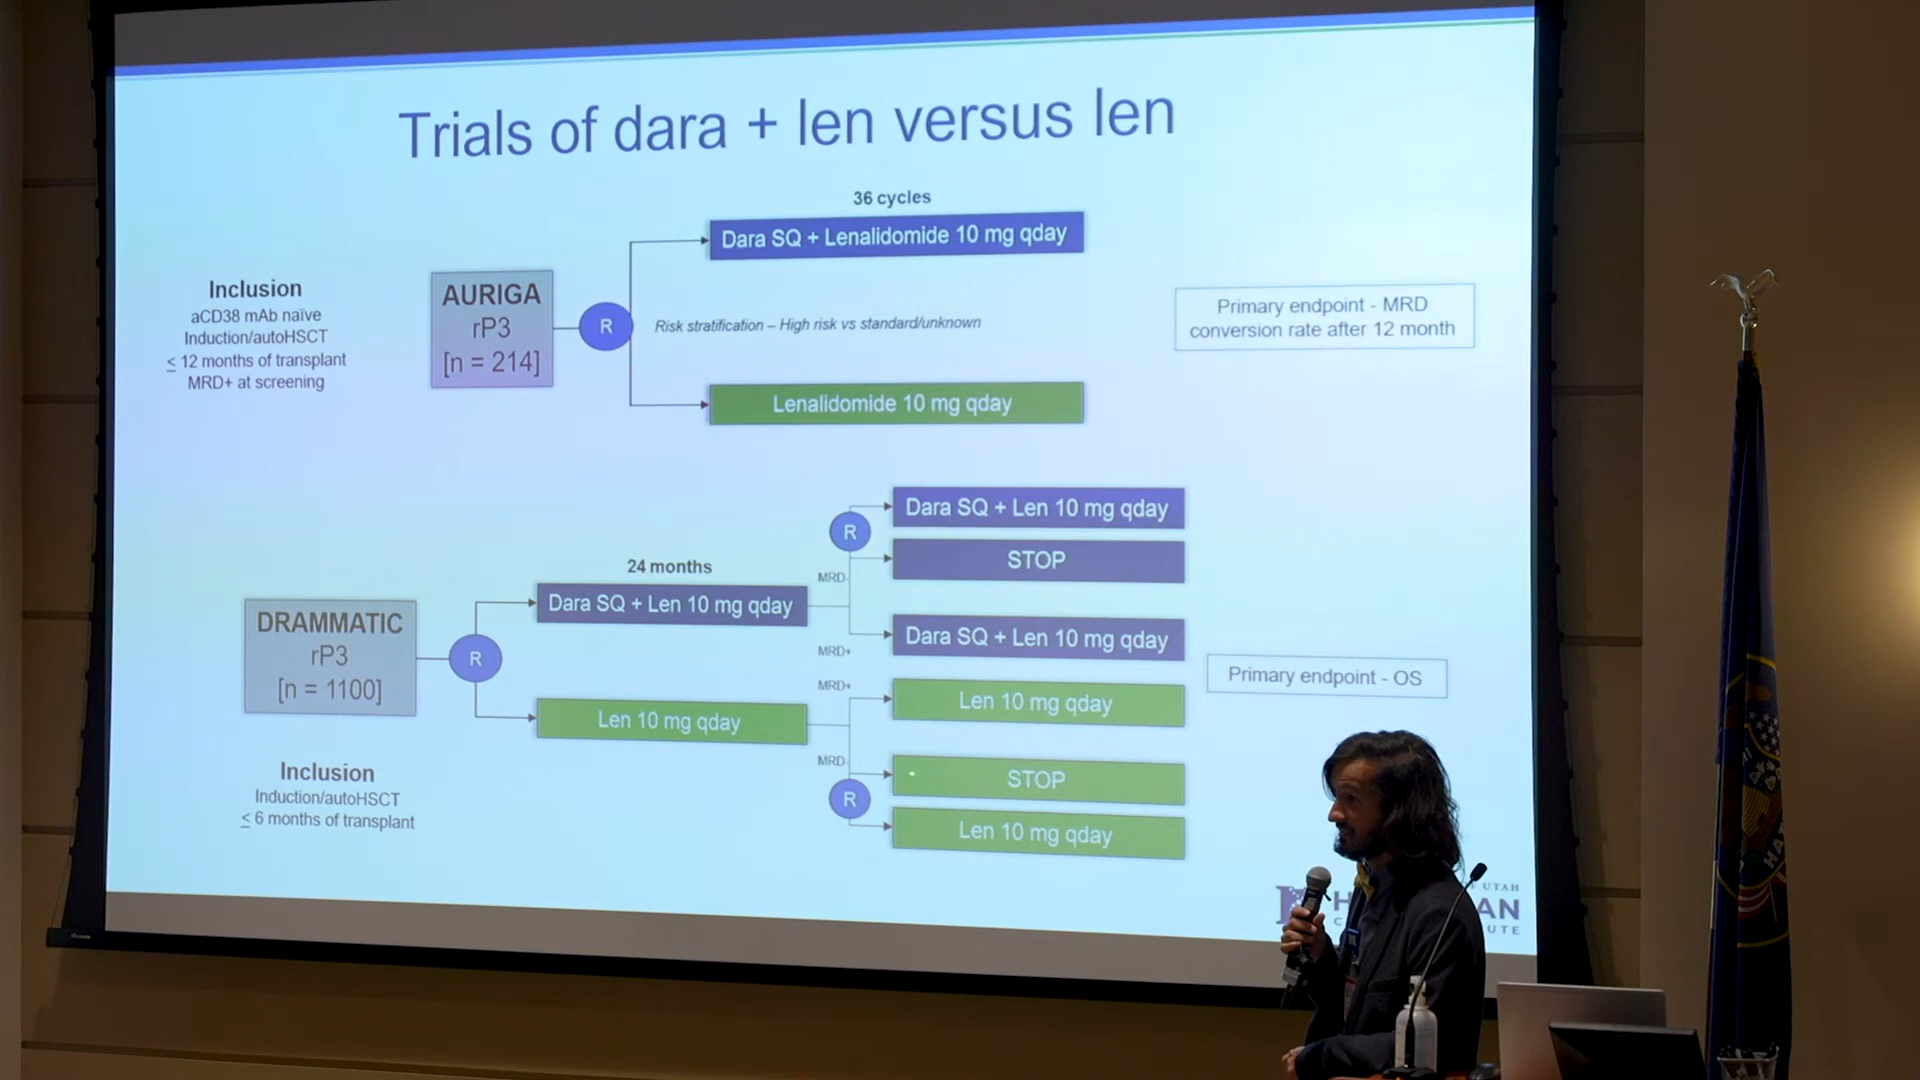 Trials of dara + len versus len
36 cycles
Dara SQ + Lenalidomide 10 mg qday
Inclusion
aCD38 mAb naïve
Induction/autoHSCT
≤ 12 months of transplant
MRD+ at screening
AURIGA
rP3
[n = 214]
R
Risk stratification – High risk vs standard/unknown
Primary endpoint - MRD
conversion rate after 12 month
Lenalidomide 10 mg qday
DRAMMATIC
rP3
[n = 1100]
R
24 months
Dara SQ + Len 10 mg qday
Len 10 mg qday
R
MRD-
MRD+
Dara SQ + Len 10 mg qday
STOP
Dara SQ + Len 10 mg qday
MRD+
MRD-
R
Len 10 mg qday
STOP
Len 10 mg qday
Primary endpoint - OS
Inclusion
Induction/autoHSCT
≤ 6 months of transplant
UTAH